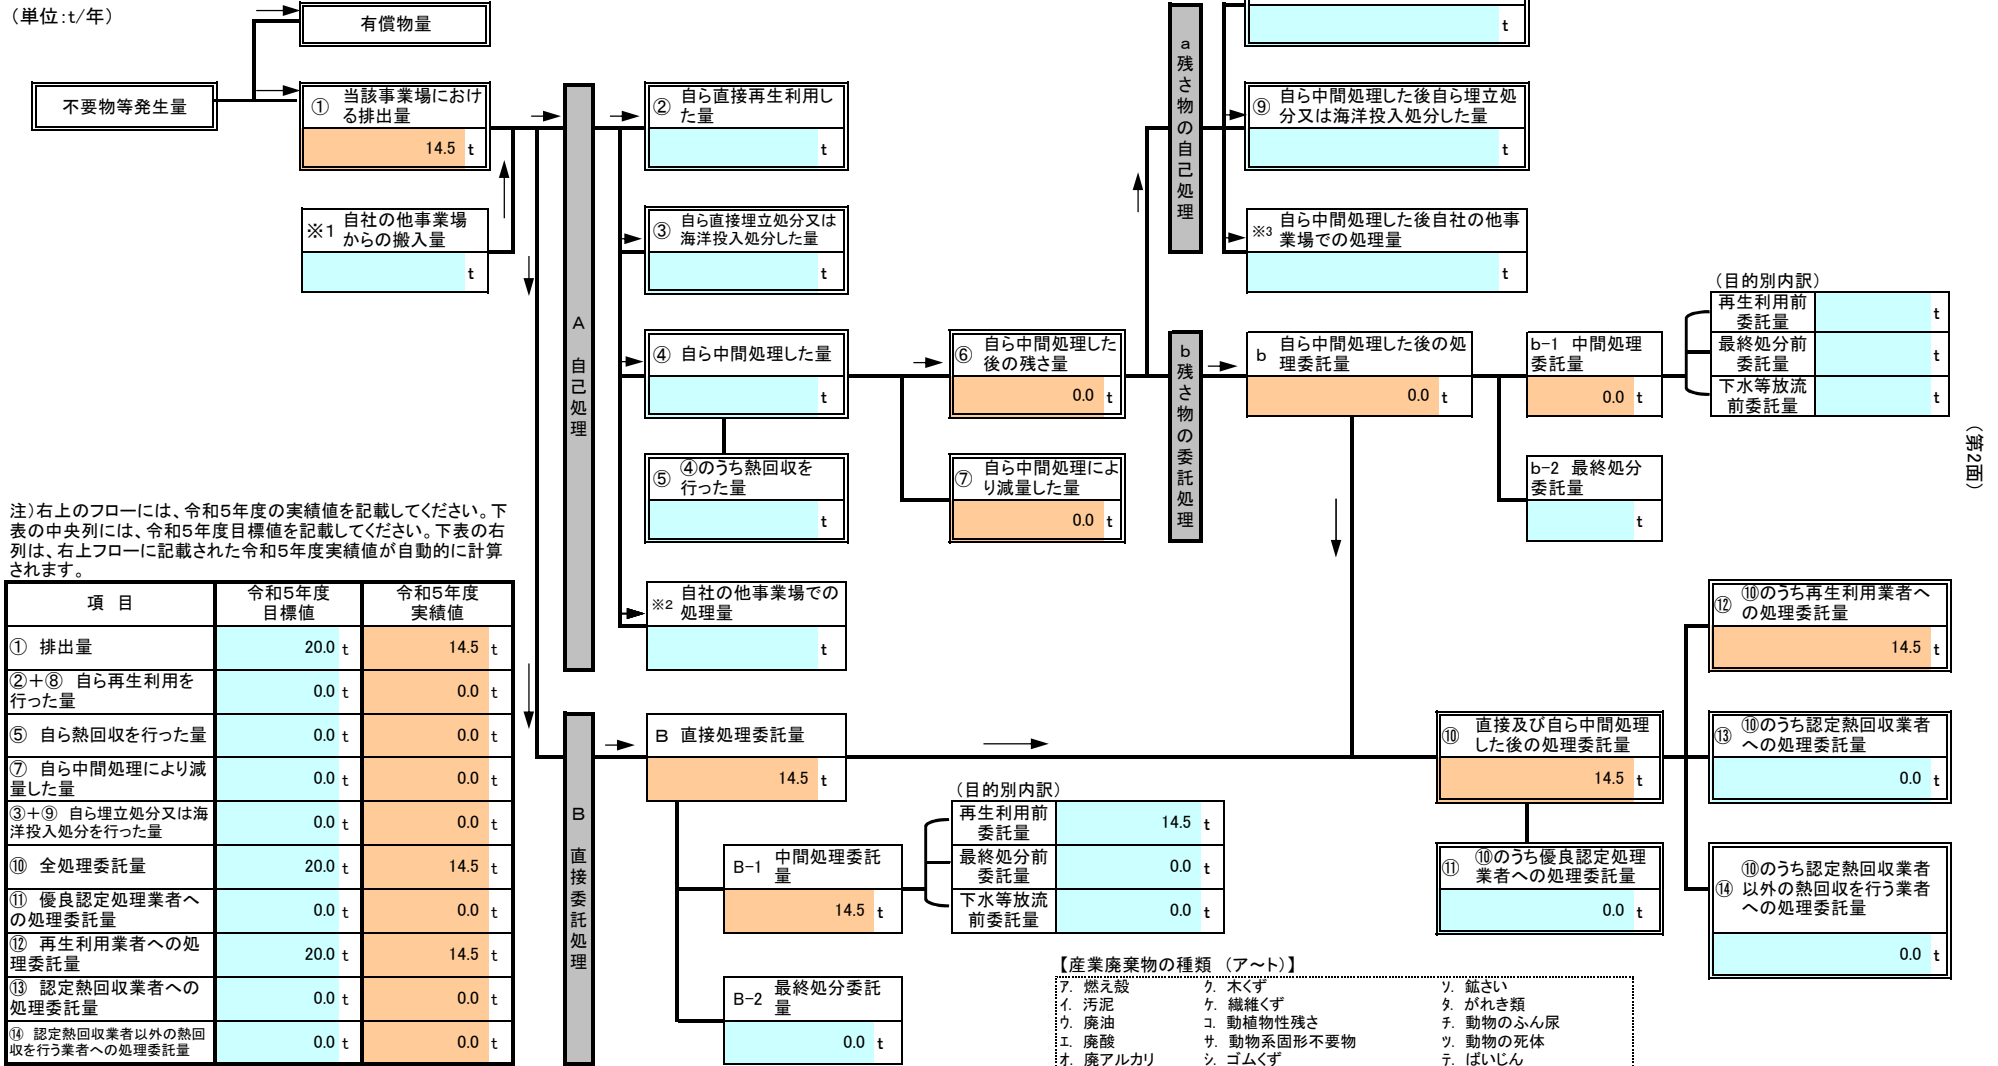 （単位：t/年）
有償物量
t
不要物等発生量
① 当該事業場におけ
る排出量
14.5 t
※1 自社の他事業場
からの搬入量
t
A 自己処理
② 自ら直接再生利用し
た量
t
③ 自ら直接埋立処分又は
海洋投入処分した量
t
④ 自ら中間処理した量
t
⑤ ④のうち熱回収を
行った量
t
※2 自社の他事業場での
処理量
t
⑥ 自ら中間処理した
後の残さ量
0.0 t
⑦ 自ら中間処理によ
り減量した量
0.0 t
a 残さ物の自己処理
⑨ 自ら中間処理した後自ら埋立処
分又は海洋投入処分した量
t
※3 自ら中間処理した後自社の他事
業場での処理量
t
b 残さ物の委託処理
b 自ら中間処理した後の処
理委託量
0.0 t
b-1 中間処理
委託量
0.0 t
b-2 最終処分
委託量
t
（目的別内訳）
再生利用前
委託量
t
最終処分前
委託量
t
下水等放流
前委託量
t
（第2面）
注）右上のフローには、令和5年度の実績値を記載してください。下
表の中央列には、令和5年度目標値を記載してください。下表の右
列は、右上フローに記載された令和5年度実績値が自動的に計算
されます。
項 目 令和5年度 目標値 令和5年度 実績値
① 排出量 20.0 t 14.5 t
②＋⑧ 自ら再生利用を
行った量 0.0 t 0.0 t
⑤ 自ら熱回収を行った量 0.0 t 0.0 t
⑦ 自ら中間処理により減
量した量 0.0 t 0.0 t
③＋⑨ 自ら埋立処分又は海
洋投入処分を行った量 0.0 t 0.0 t
⑩ 全処理委託量 20.0 t 14.5 t
⑪ 優良認定処理業者へ
の処理委託量 0.0 t 0.0 t
⑫ 再生利用業者への処
理委託量 20.0 t 14.5 t
⑬ 認定熱回収業者への
処理委託量 0.0 t 0.0 t
⑭ 認定熱回収業者以外の熱回
収を行う業者への処理委託量 0.0 t 0.0 t
B 直接委託処理
B 直接処理委託量
14.5 t
B-1 中間処理委託
量
14.5 t
B-2 最終処分委託
量
0.0 t
（目的別内訳）
再生利用前
委託量
14.5 t
最終処分前
委託量
0.0 t
下水等放流
前委託量
0.0 t
⑩ 直接及び自ら中間処理
した後の処理委託量
14.5 t
⑪ ⑩のうち優良認定処理
業者への処理委託量
0.0 t
⑫ ⑩のうち再生利用業者へ
の処理委託量
14.5 t
⑬ ⑩のうち認定熱回収業者
への処理委託量
0.0 t
⑭ ⑩のうち認定熱回収業者
以外の熱回収を行う業者
への処理委託量
0.0 t
【産業廃棄物の種類 （ア～ト）】
ア. 燃え殻 ク. 木くず ソ. 鉱さい
イ. 汚泥 ケ. 繊維くず タ. がれき類
ウ. 廃油 コ. 動植物性残さ チ. 動物のふん尿
エ. 廃酸 サ. 動物系固形不要物 ツ. 動物の死体
オ. 廃アルカリ シ. ゴムくず テ. ばいじん